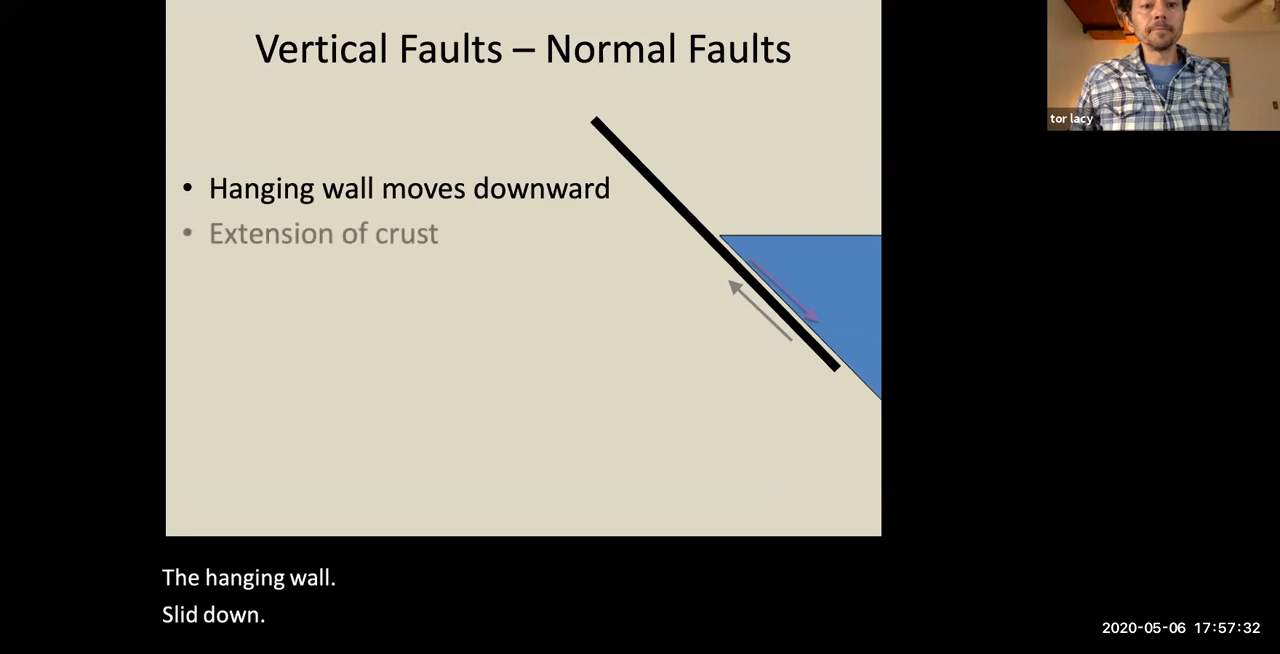 Vertical Faults – Normal Faults
• Hanging wall moves downward
• Extension of crust
tor lacy
The hanging wall.
Slid down.
2020-05-06 17:57:32